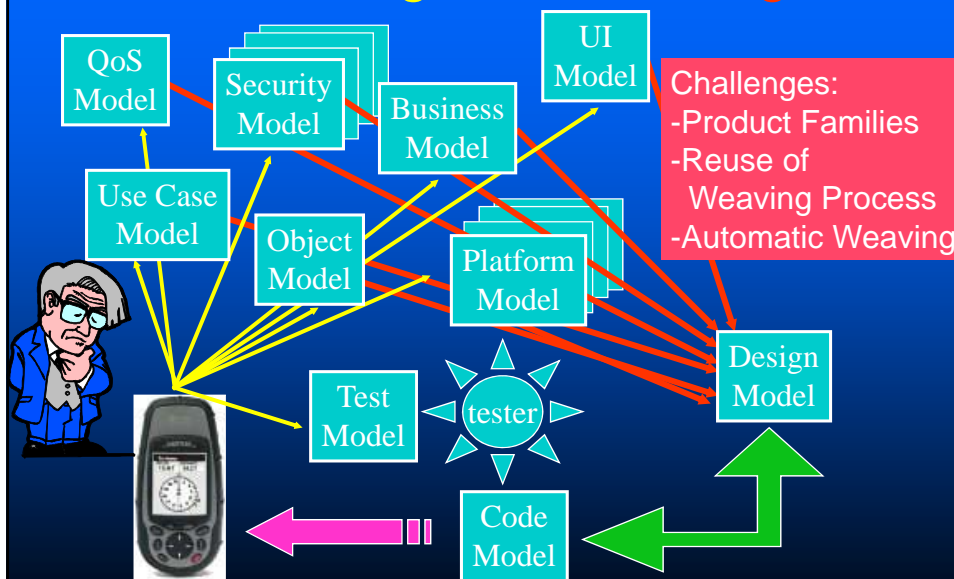 QoS
Model
Security
Model
UI
Model
Business
Model
Challenges:
-Product Families
-Reuse of
Weaving Process
-Automatic Weaving
Use Case
Model
Object
Model
Platform
Model
Design
Model
Test
Model
tester
Code
Model